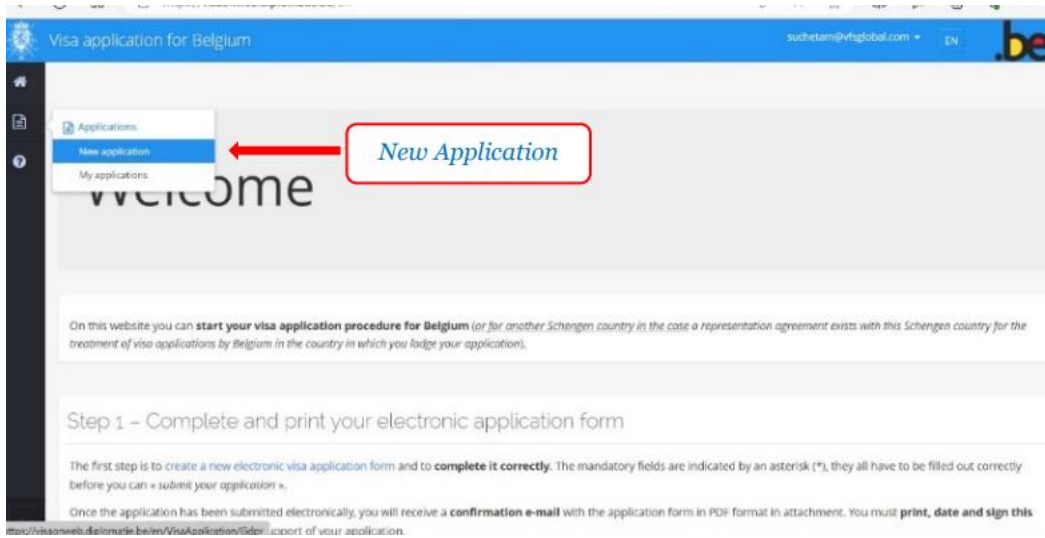 Visa application for Belgium
suchetam@vfsglobal.com
EN
.be
Applications
New application
My applications
New Application
Welcome
On this website you can start your visa application procedure for Belgium (or for another Schengen country in the case a representation agreement exists with this Schengen country for the
treatment of visa applications by Belgium in the country in which you lodge your application).
Step 1 – Complete and print your electronic application form
The first step is to create a new electronic visa application form and to complete it correctly. The mandatory fields are indicated by an asterisk (*), they all have to be filled out correctly
before you can « submit your application ».
Once the application has been submitted electronically, you will receive a confirmation e-mail with the application form in PDF format in attachment. You must print, date and sign this
ttps://visaonweb.diplomatie.be/en/VisaApplication/Gdpr upport of your application.